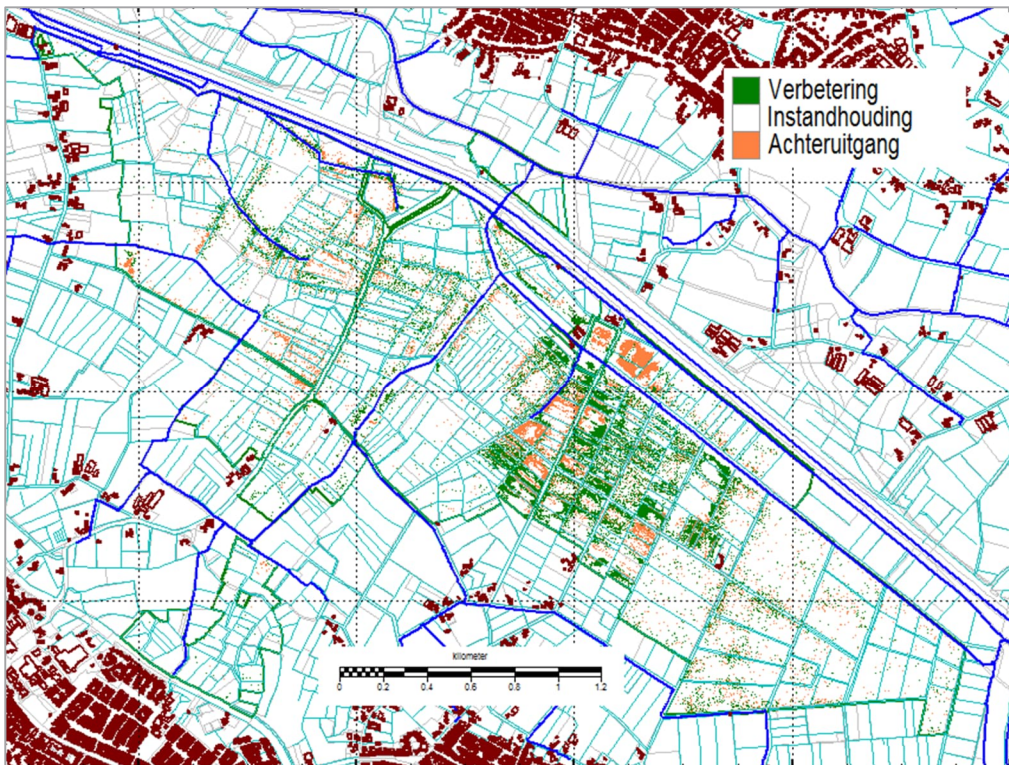 Verbetering
Instandhouding
Achteruitgang
kilometer
0 0.2 0.4 0.6 0.8 1 1.2